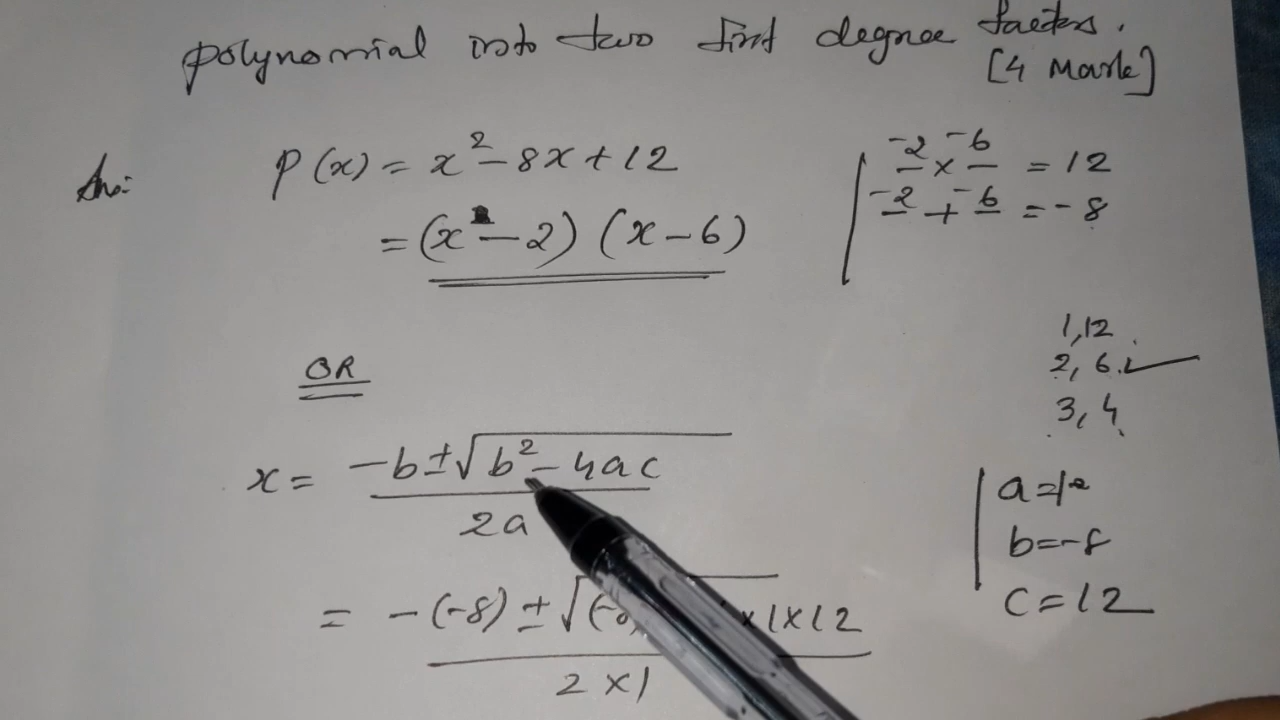 polynomial into two first degree factors.
[4 Mark]
Ans:
P(x) = x² - 8x + 12
= (x - 2) (x - 6)
-2 × -6 = 12
-2 + -6 = -8
1, 12
2, 6 ✓
3, 4
OR
x = -b ± √b² - 4ac
2a
= -(-8) ± √(-8 × 1 × 12
2 × 1
a = 1
b = -8
c = 12